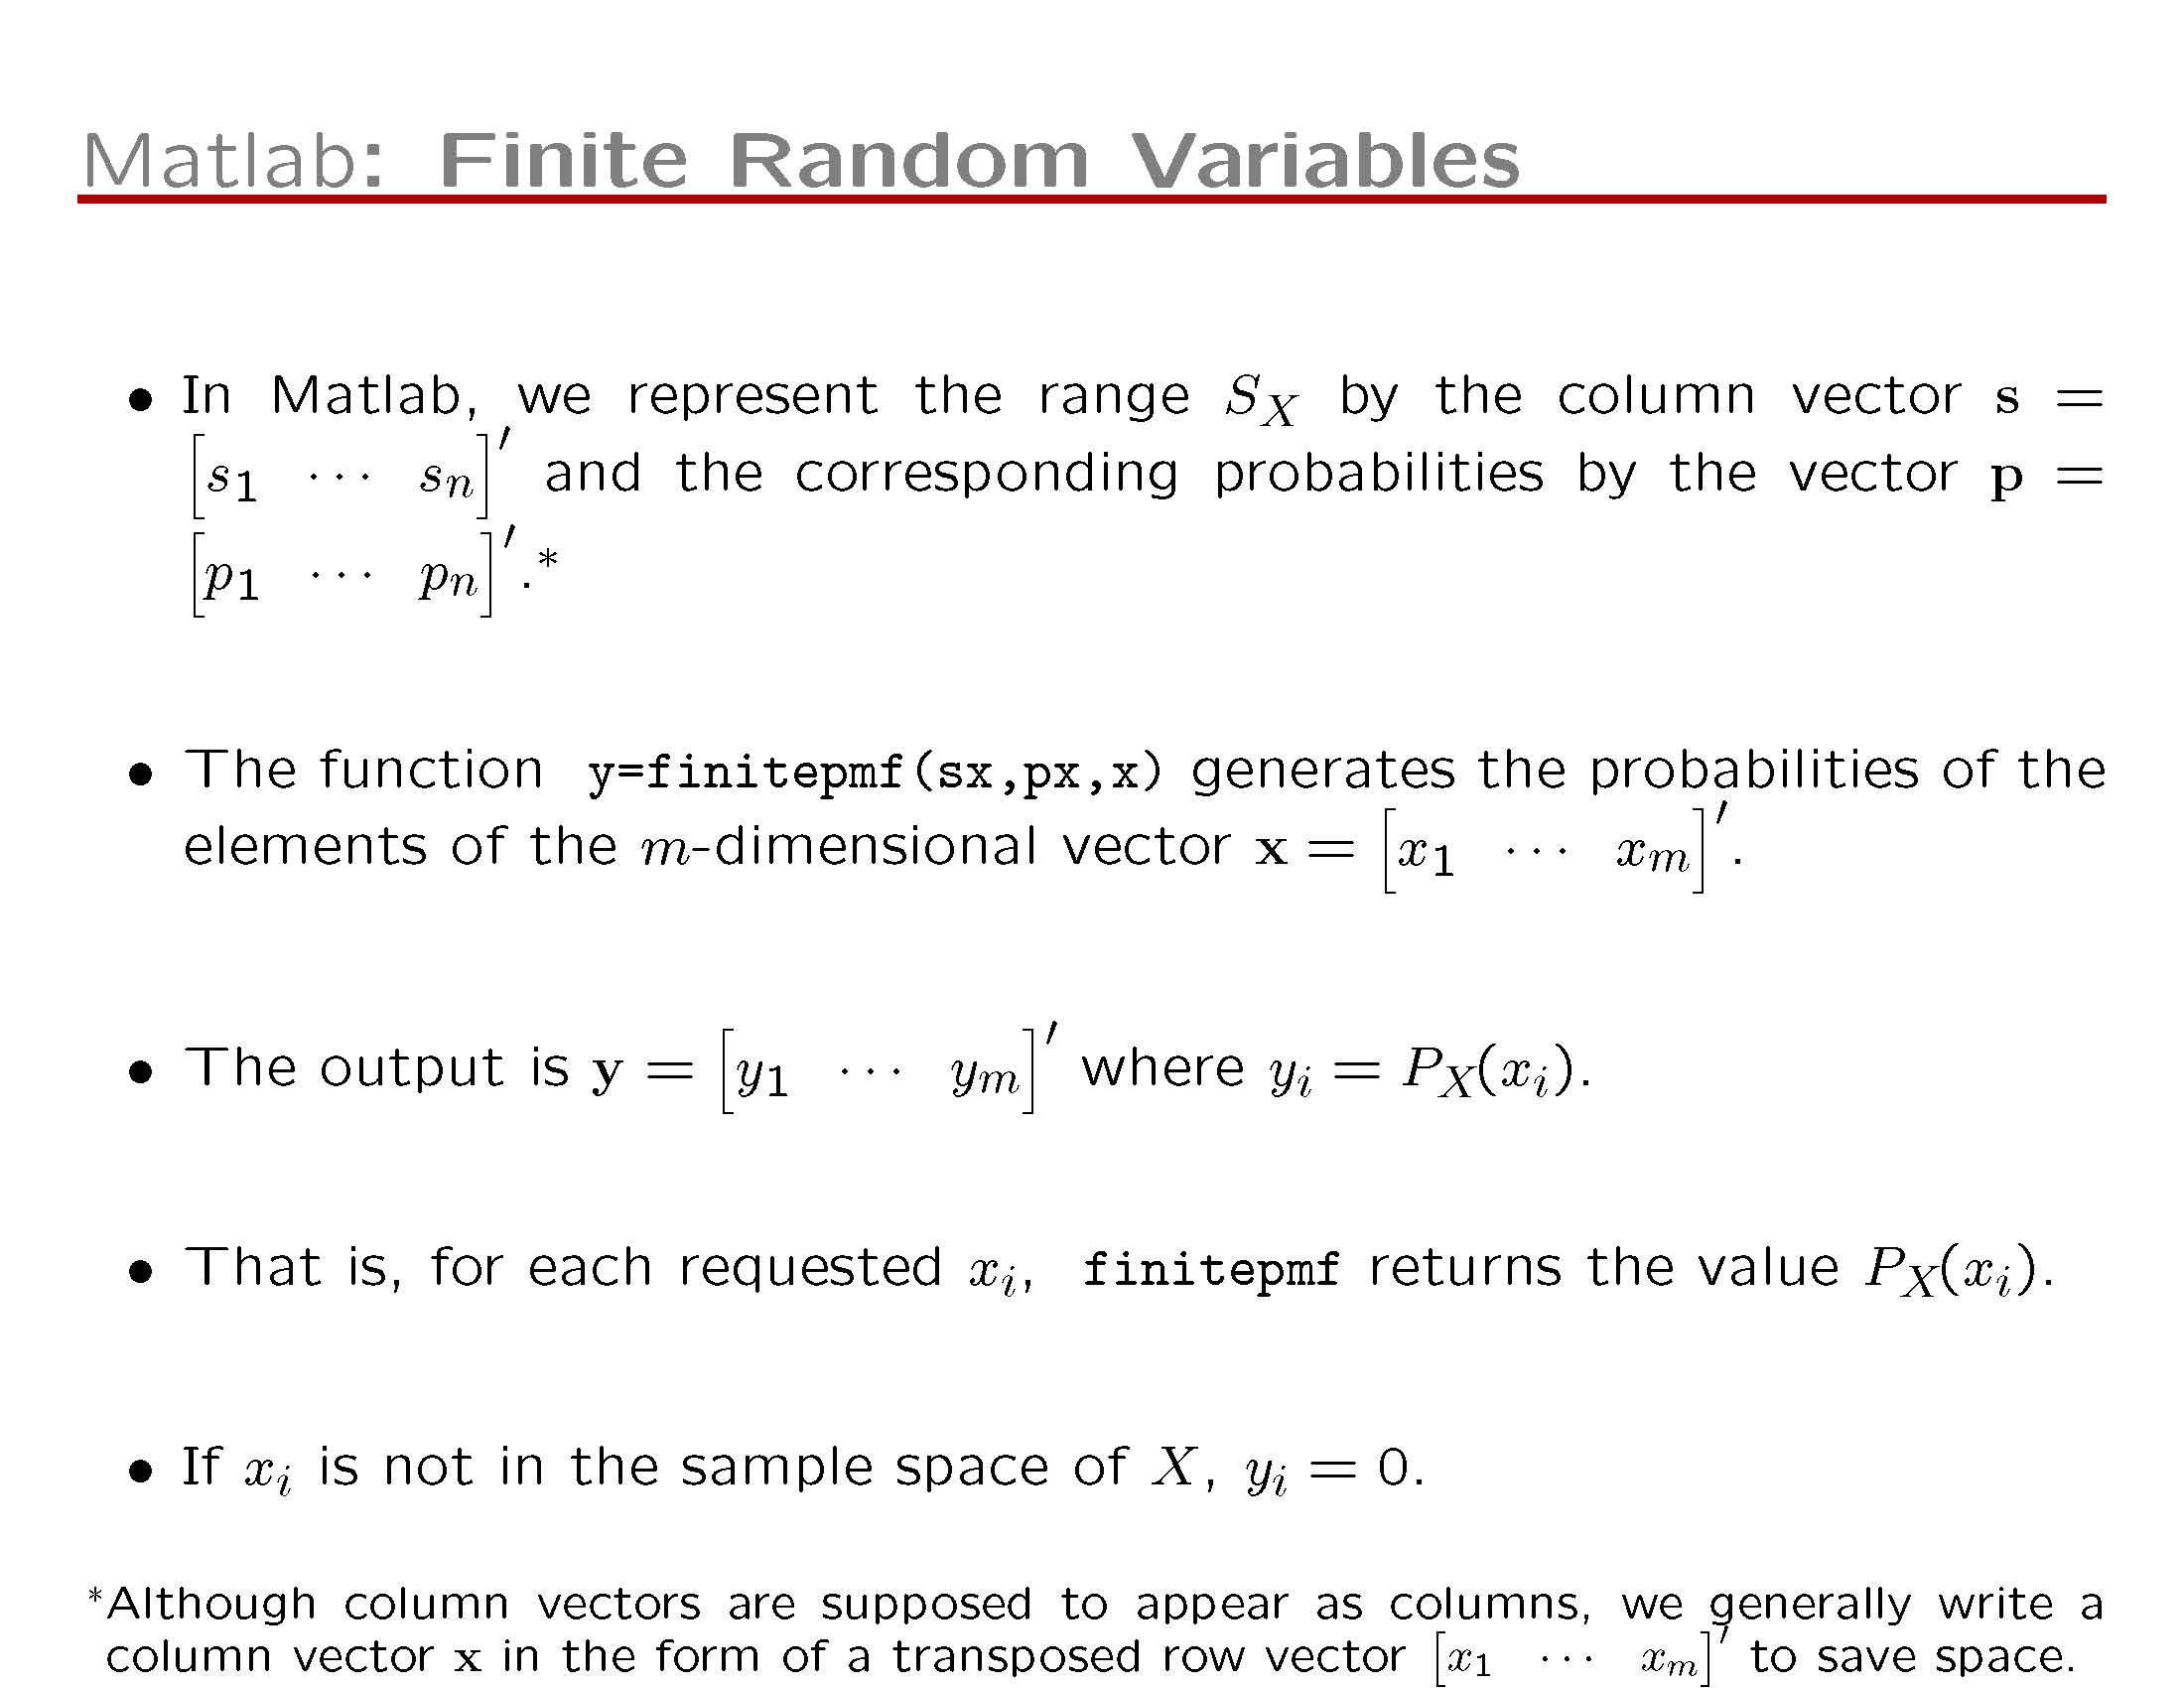 Matlab: Finite Random Variables
• In Matlab, we represent the range S_X by the column vector s =
[s_1 ··· s_n]′ and the corresponding probabilities by the vector p =
[p_1 ··· p_n]′.*
• The function y=finitepmf(sx,px,x) generates the probabilities of the
elements of the m-dimensional vector x = [x_1 ··· x_m]′.
• The output is y = [y_1 ··· y_m]′ where y_i = P_X(x_i).
• That is, for each requested x_i, finitepmf returns the value P_X(x_i).
• If x_i is not in the sample space of X, y_i = 0.
*Although column vectors are supposed to appear as columns, we generally write a
column vector x in the form of a transposed row vector [x_1 ··· x_m]′ to save space.